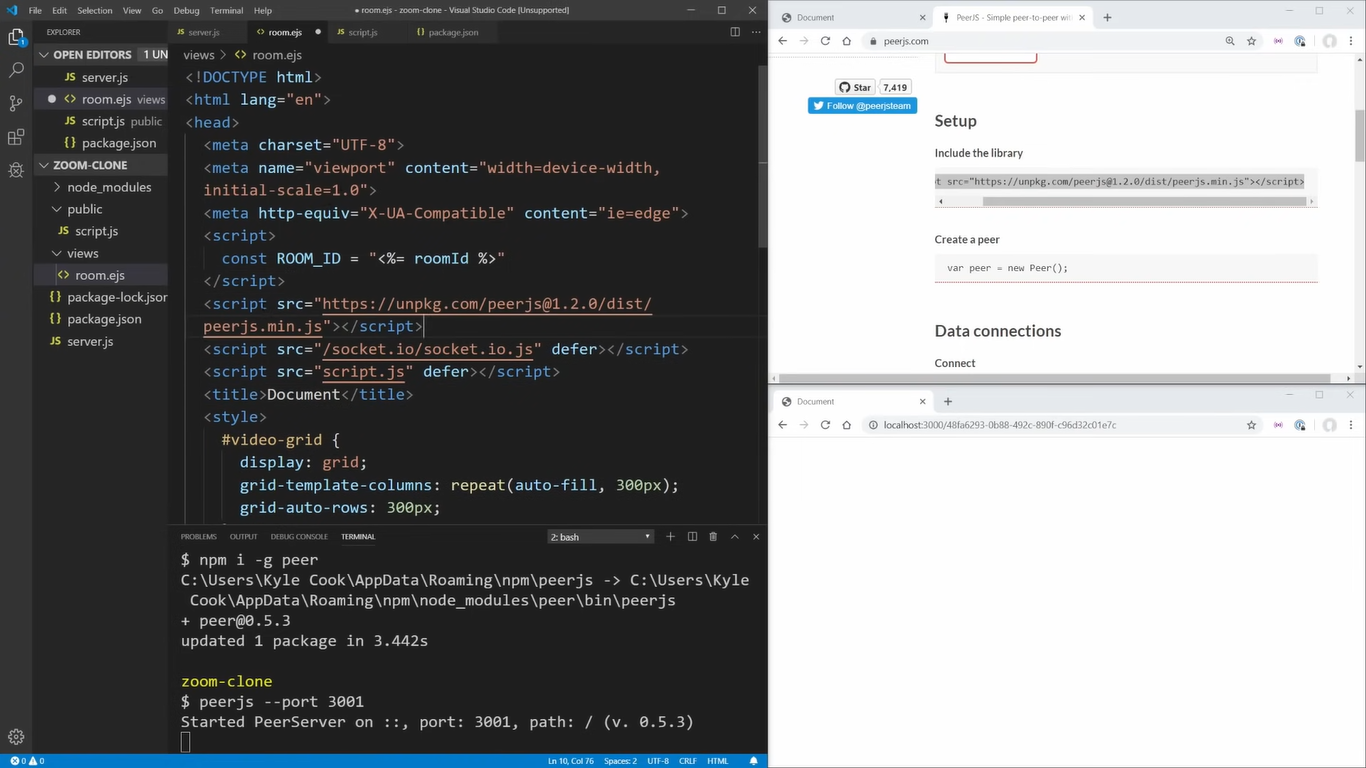 File Edit Selection View Go Debug Terminal Help
● room.ejs - zoom-clone - Visual Studio Code [Unsupported]
EXPLORER
OPEN EDITORS 1 UN
server.js
room.ejs views
script.js public
package.json
ZOOM-CLONE
node_modules
public
script.js
views
room.ejs
package-lock.jsor
package.json
server.js
1
server.js room.ejs script.js package.json
views > room.ejs
<!DOCTYPE html>
<html lang="en">
<head>
<meta charset="UTF-8">
<meta name="viewport" content="width=device-width,
initial-scale=1.0">
<meta http-equiv="X-UA-Compatible" content="ie=edge">
<script>
const ROOM_ID = "<%= roomId %>"
</script>
<script src="https://unpkg.com/peerjs@1.2.0/dist/
peerjs.min.js"></script>
<script src="/socket.io/socket.io.js" defer></script>
<script src="script.js" defer></script>
<title>Document</title>
<style>
#video-grid {
display: grid;
grid-template-columns: repeat(auto-fill, 300px);
grid-auto-rows: 300px;
PROBLEMS OUTPUT DEBUG CONSOLE TERMINAL
2: bash
$ npm i -g peer
C:\Users\Kyle Cook\AppData\Roaming\npm\peerjs -> C:\Users\Kyle
Cook\AppData\Roaming\npm\node_modules\peer\bin\peerjs
+ peer@0.5.3
updated 1 package in 3.442s
zoom-clone
$ peerjs --port 3001
Started PeerServer on ::, port: 3001, path: / (v. 0.5.3)
0 0
Ln 10, Col 76 Spaces: 2 UTF-8 CRLF HTML
Document PeerJS - Simple peer-to-peer wit
peerjs.com
Star 7,419
Follow @peerjsteam
Setup
Include the library
t src="https://unpkg.com/peerjs@1.2.0/dist/peerjs.min.js"></script>
Create a peer
var peer = new Peer();
Data connections
Connect
Document
localhost:3000/48fa6293-0b88-492c-890f-c96d32c01e7c